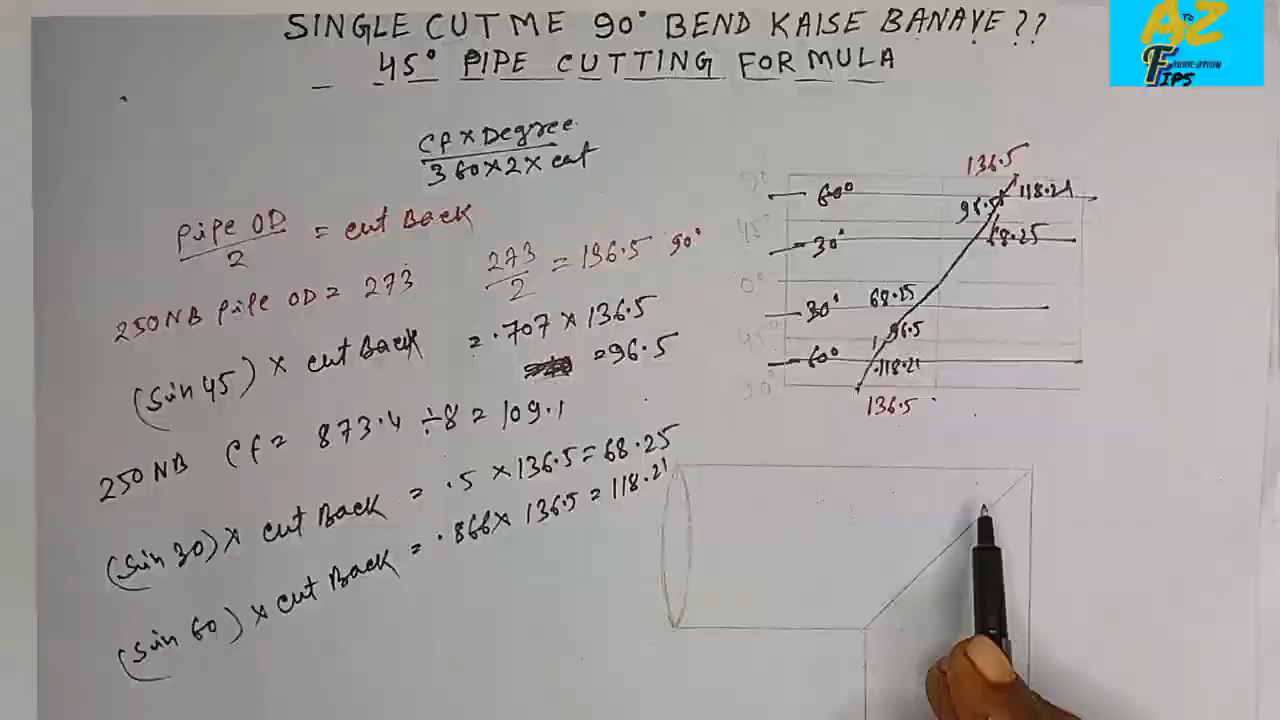 SINGLE CUT ME 90° BEND KAISE BANAYE??
45° PIPE CUTTING FORMULA
A TO Z
FABRICATION
TIPS
Cf x Degree
360x2x cut
Pipe OD / 2 = cut Back
250NB Pipe OD = 273
273 / 2 = 136.5 90°
(Sin 45) x cut Back = .707 x 136.5
= 96.5
250 NB Cf = 873.4 ÷8 = 109.1
(Sin 30) x cut Back = .5 x 136.5 = 68.25
(Sin 60) x cut Back = .866 x 136.5 = 118.21
136.5
90°
60°
96.5
118.21
45°
30°
68.25
0°
30°
68.25
45°
96.5
60°
118.21
90°
136.5